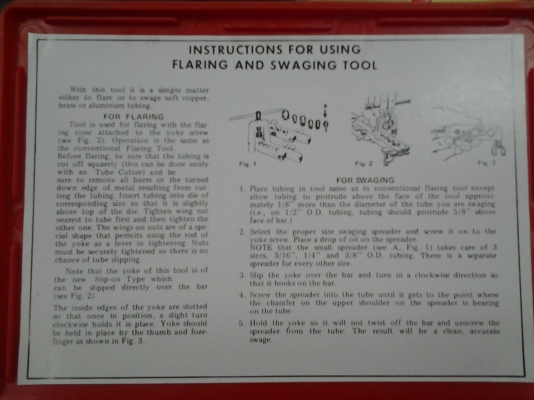 INSTRUCTIONS FOR USING
FLARING AND SWAGING TOOL
With this tool it is a simple matter
either to flare or to swage soft copper,
brass or aluminum tubing.
FOR FLARING
Tool is used for flaring with the flar-
ing cone attached to the yoke screw
(see Fig. 2). Operation is the same as
the conventional Flaring Tool.
Before flaring, be sure that the tubing is
cut off squarely (this can be done easily
with an Tube Cutter) and be
sure to remove all burrs or the turned
down edge of metal resulting from cut-
ting the tubing. Insert tubing into die of
corresponding size so that it is slightly
above top of the die. Tighten wing nut
nearest to tube first and then tighten the
other one. The wings on nuts are of a spe-
cial shape that permits using the rod of
the yoke as a lever in tightening. Nuts
must be securely tightened so there is no
chance of tube slipping.
Note that the yoke of this tool is of
the new Slip-on Type which
can be slipped directly over the bar
(see Fig. 2).
The inside edges of the yoke are slotted
so that once in position, a slight turn
clockwise holds it is place. Yoke should
be held in place by the thumb and fore-
finger as shown in Fig. 3.
Fig. 1
Fig. 2
Fig. 3
FOR SWAGING
1. Place tubing in tool same as in conventional flaring tool except
allow tubing to protrude above the face of the tool approxi-
mately 1/8" more than the diameter of the tube you are swaging
(i.e., on 1/2" O.D. tubing, tubing should protrude 5/8" above
face of bar.)
2. Select the proper size swaging spreader and screw it on to the
yoke screw. Place a drop of oil on the spreader.
NOTE that the small spreader (see A, Fig. 1) takes care of 3
sizes, 3/16", 1/4" and 3/8" O.D. tubing. There is a separate
spreader for every other size.
3. Slip the yoke over the bar and turn in a clockwise direction so
that it hooks on the bar.
4. Screw the spreader into the tube until it gets to the point where
the chamfer on the upper shoulder on the spreader is bearing
on the tube.
5. Hold the yoke so it will not twist off the bar and unscrew the
spreader from the tube. The result will be a clean, accurate
swage.